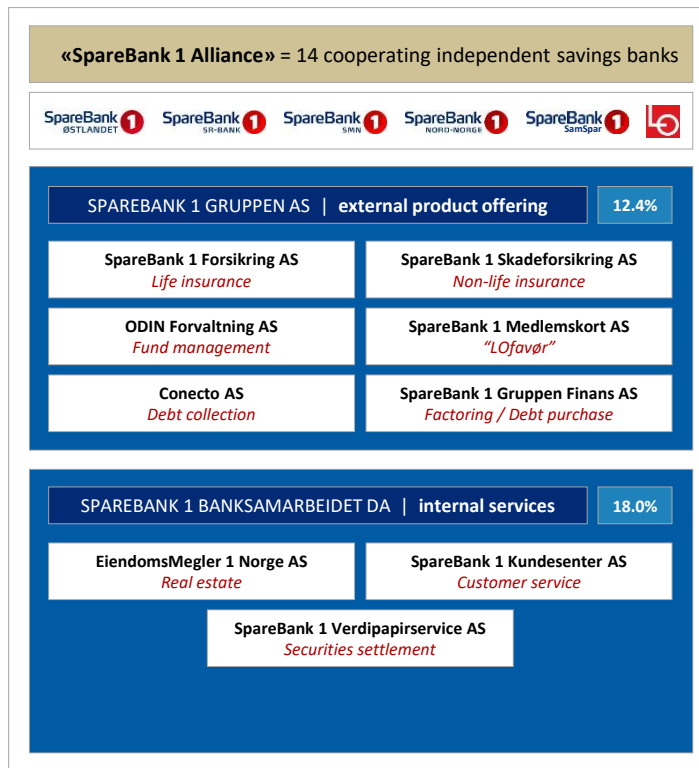 «SpareBank 1 Alliance» = 14 cooperating independent savings banks
SpareBank 1 ØSTLANDET
SpareBank 1 SR-BANK
SpareBank 1 SMN
SpareBank 1 NORD-NORGE
SpareBank 1 SamSpar
LO
SPAREBANK 1 GRUPPEN AS | external product offering
12.4%
SpareBank 1 Forsikring AS
Life insurance
SpareBank 1 Skadeforsikring AS
Non-life insurance
ODIN Forvaltning AS
Fund management
SpareBank 1 Medlemskort AS
“LOfavør”
Conecto AS
Debt collection
SpareBank 1 Gruppen Finans AS
Factoring / Debt purchase
SPAREBANK 1 BANKSAMARBEIDET DA | internal services
18.0%
EiendomsMegler 1 Norge AS
Real estate
SpareBank 1 Kundesenter AS
Customer service
SpareBank 1 Verdipapirservice AS
Securities settlement